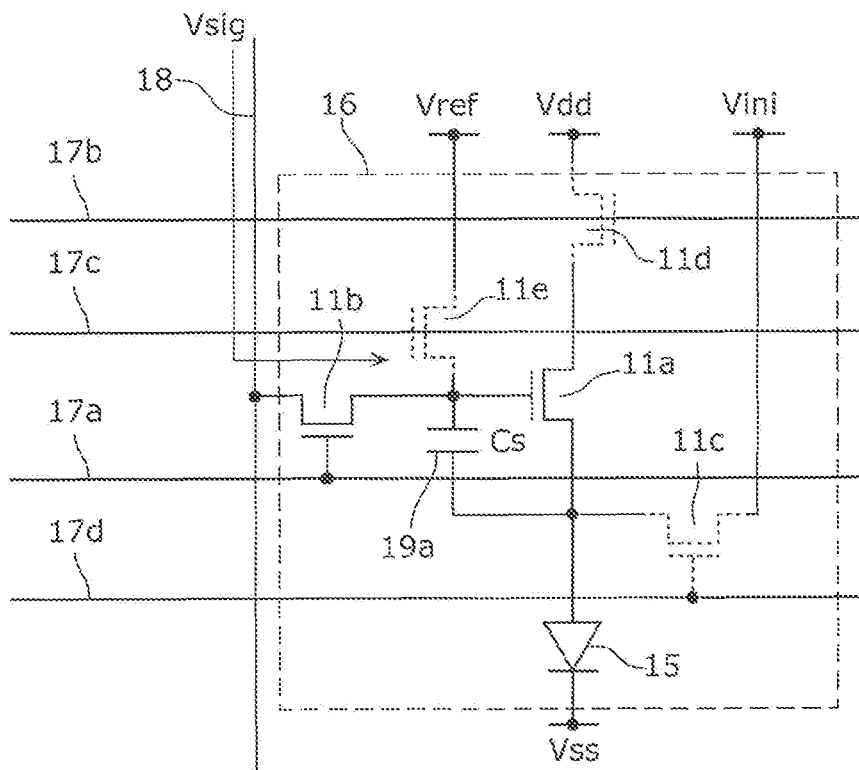 Vsig
18
16
Vref
Vdd
Vini
17b
17c
11b
11e
11d
11a
17a
Cs
11c
17d
19a
15
Vss